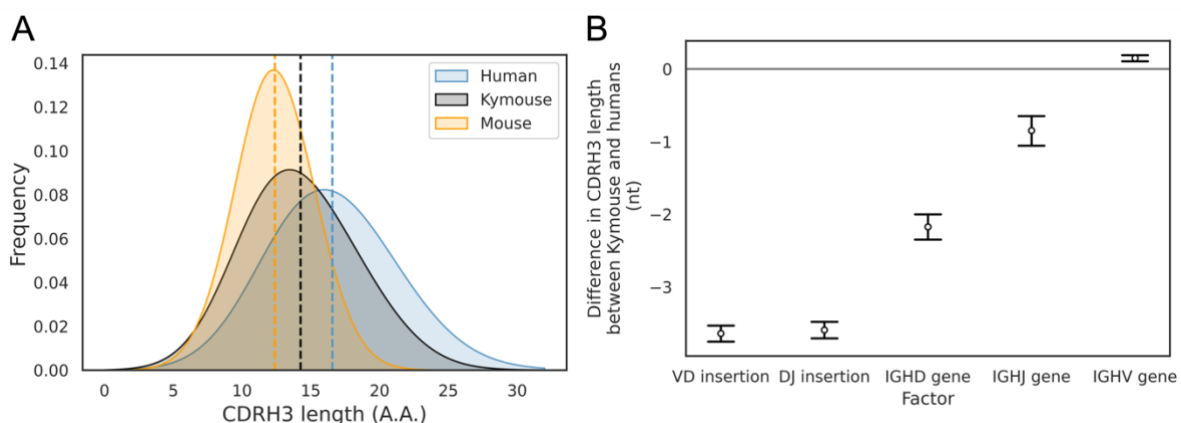 A
0.14
0.12
0.10
0.08
0.06
0.04
0.02
0.00
Frequency
0
5
10
15
20
25
30
CDRH3 length (A.A.)
Human
Kymouse
Mouse
B
Difference in CDRH3 length
between Kymouse and humans
(nt)
0
−1
−2
−3
VD insertion
DJ insertion
IGHD gene
IGHJ gene
IGHV gene
Factor